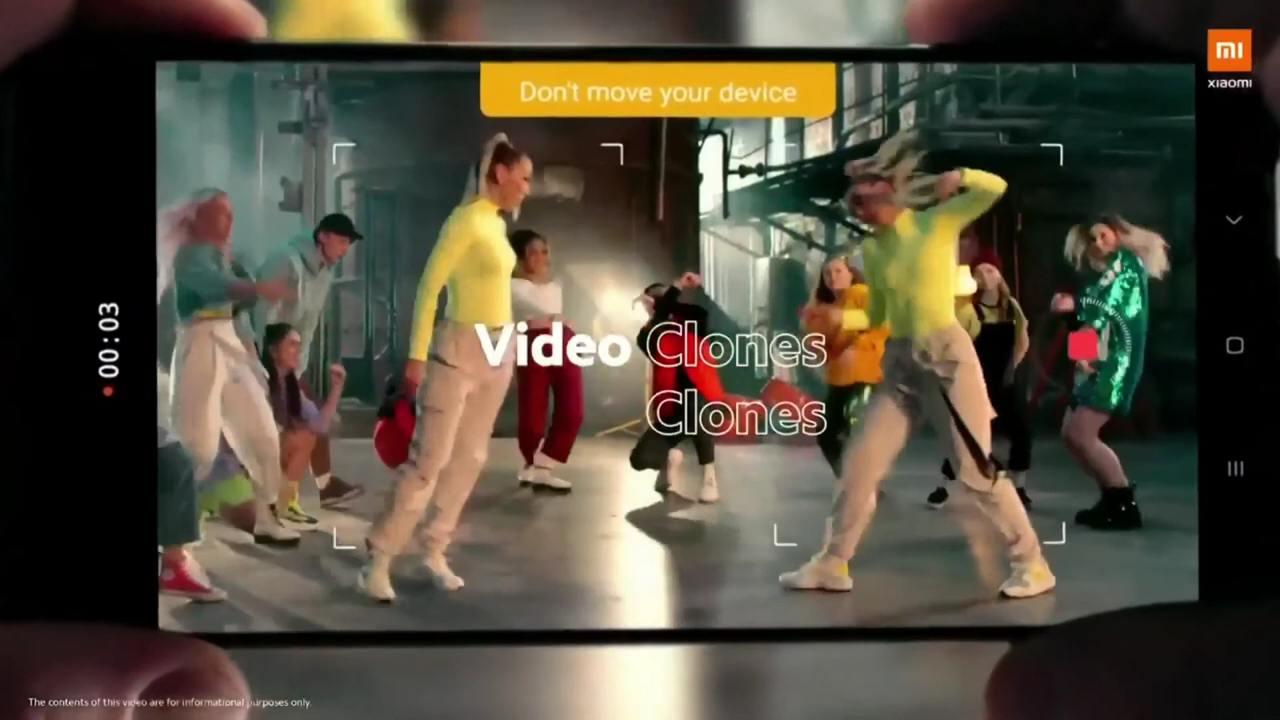 mi
xiaomi
Don't move your device
00:03
Video Clones
Clones
The contents of this video are for informational purposes only.